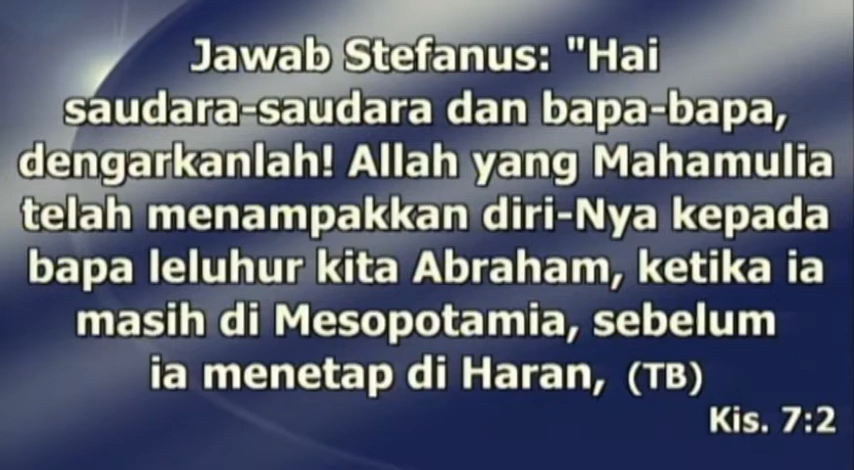 Jawab Stefanus: "Hai
saudara-saudara dan bapa-bapa,
dengarkanlah! Allah yang Mahamulia
telah menampakkan diri-Nya kepada
bapa leluhur kita Abraham, ketika ia
masih di Mesopotamia, sebelum
ia menetap di Haran, (TB)
Kis. 7:2